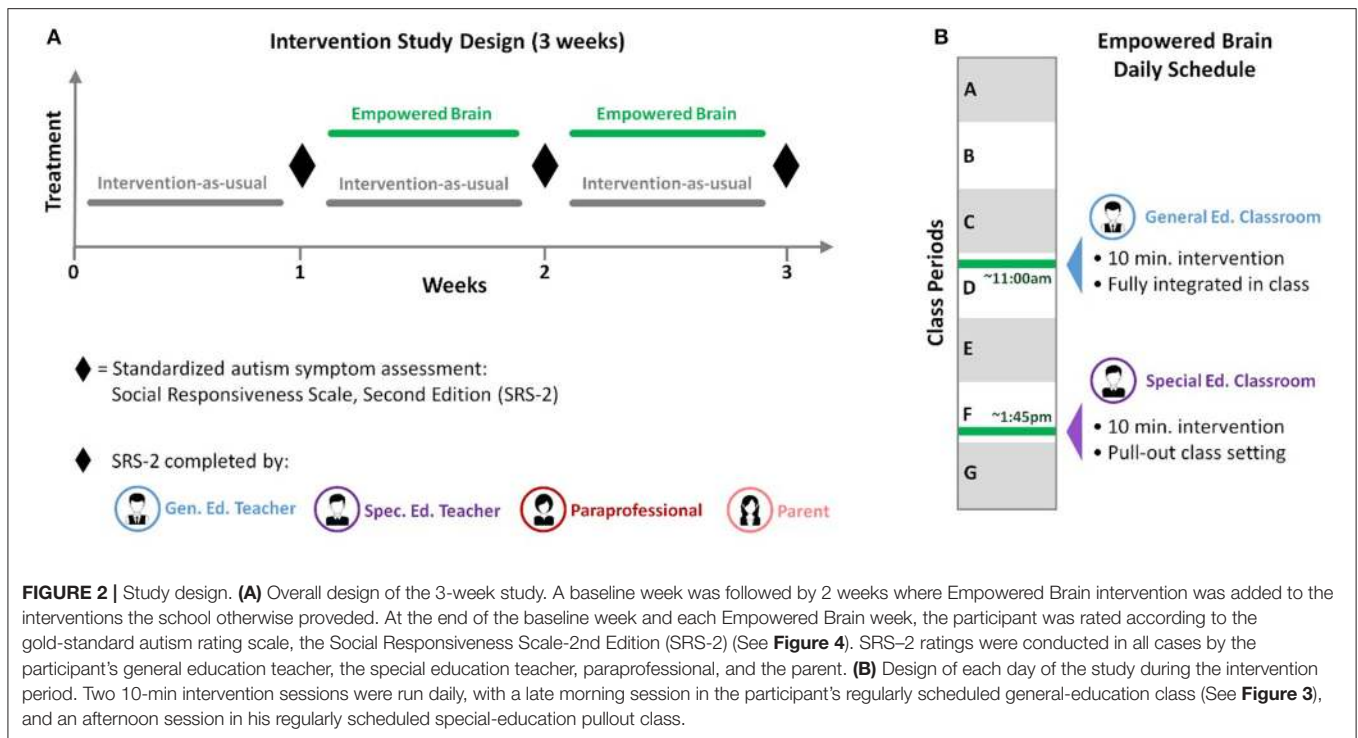 A
Intervention Study Design (3 weeks)
Treatment
Empowered Brain
Empowered Brain
Intervention-as-usual
Intervention-as-usual
Intervention-as-usual
0
1
2
3
Weeks
= Standardized autism symptom assessment:
Social Responsiveness Scale, Second Edition (SRS-2)
SRS-2 completed by:
Gen. Ed. Teacher
Spec. Ed. Teacher
Paraprofessional
Parent
B
Empowered Brain
Daily Schedule
Class Periods
A
B
C
~11:00am
D
E
F
~1:45pm
G
General Ed. Classroom
• 10 min. intervention
• Fully integrated in class
Special Ed. Classroom
• 10 min. intervention
• Pull-out class setting
FIGURE 2 | Study design. (A) Overall design of the 3-week study. A baseline week was followed by 2 weeks where Empowered Brain intervention was added to the
interventions the school otherwise proveded. At the end of the baseline week and each Empowered Brain week, the participant was rated according to the
gold-standard autism rating scale, the Social Responsiveness Scale-2nd Edition (SRS-2) (See Figure 4). SRS–2 ratings were conducted in all cases by the
participant's general education teacher, the special education teacher, paraprofessional, and the parent. (B) Design of each day of the study during the intervention
period. Two 10-min intervention sessions were run daily, with a late morning session in the participant's regularly scheduled general-education class (See Figure 3),
and an afternoon session in his regularly scheduled special-education pullout class.